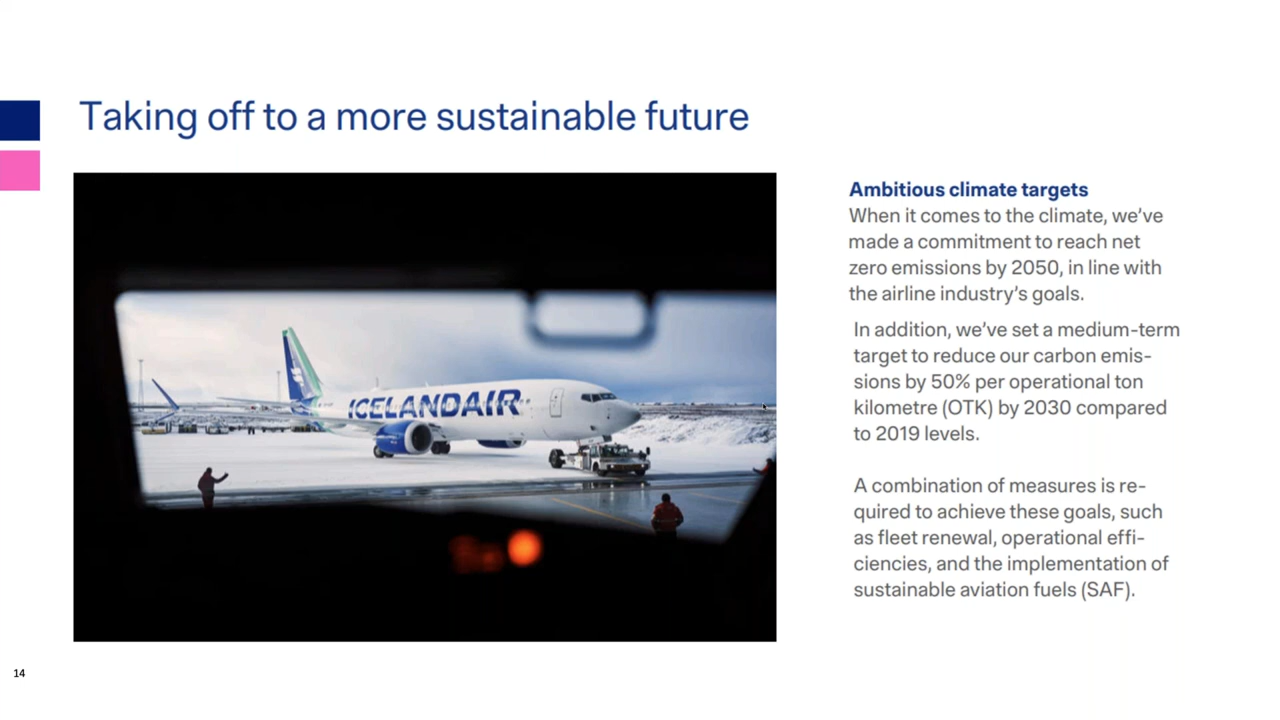 Taking off to a more sustainable future
ICELANDAIR
Ambitious climate targets
When it comes to the climate, we've
made a commitment to reach net
zero emissions by 2050, in line with
the airline industry's goals.
In addition, we've set a medium-term
target to reduce our carbon emis-
sions by 50% per operational ton
kilometre (OTK) by 2030 compared
to 2019 levels.
A combination of measures is re-
quired to achieve these goals, such
as fleet renewal, operational effi-
ciencies, and the implementation of
sustainable aviation fuels (SAF).
14